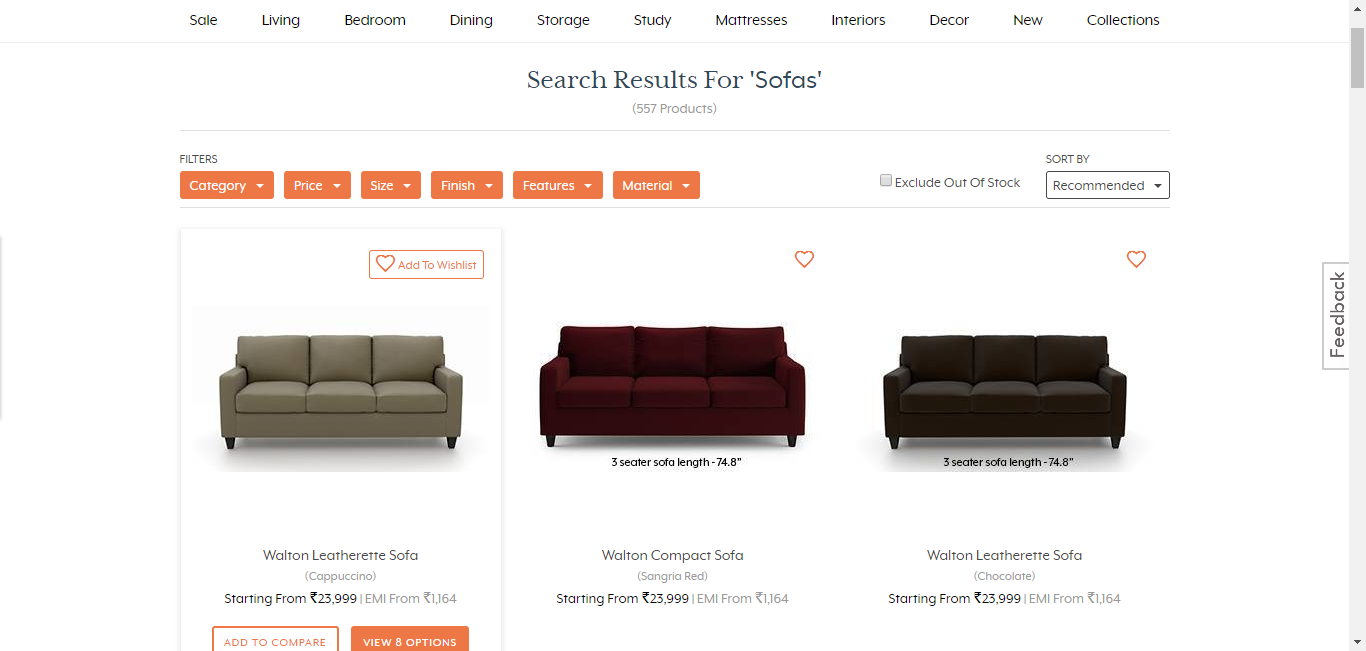 Sale Living Bedroom Dining Storage Study Mattresses Interiors Decor New Collections
Search Results For 'Sofas'
(557 Products)
FILTERS
SORT BY
Category Price Size Finish Features Material
Exclude Out Of Stock
Recommended
Add To Wishlist
Feedback
3 seater sofa length - 74.8"
3 seater sofa length - 74.8"
Walton Leatherette Sofa
(Cappuccino)
Starting From ₹23,999 | EMI From ₹1,164
ADD TO COMPARE VIEW 8 OPTIONS
Walton Compact Sofa
(Sangria Red)
Starting From ₹23,999 | EMI From ₹1,164
Walton Leatherette Sofa
(Chocolate)
Starting From ₹23,999 | EMI From ₹1,164